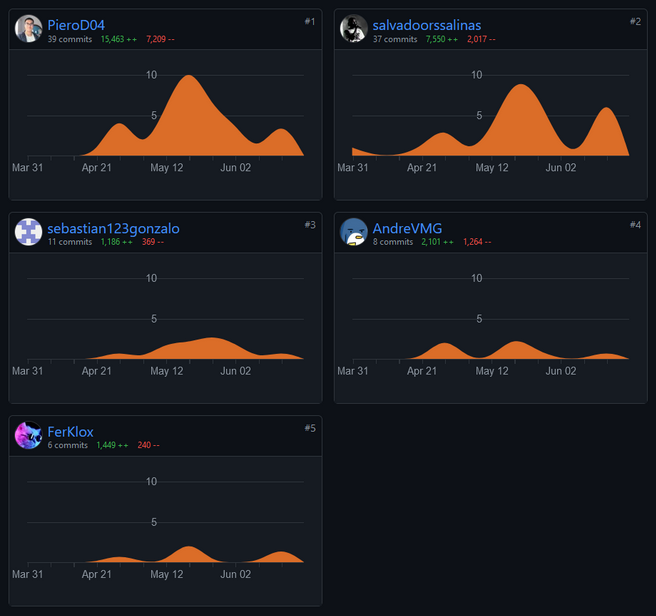 PieroD04 #1
39 commits 15,463 ++ 7,209 --
10
5
Mar 31 Apr 21 May 12 Jun 02
salvadoorssalinas #2
37 commits 7,550 ++ 2,017 --
10
5
Mar 31 Apr 21 May 12 Jun 02
sebastian123gonzalo #3
11 commits 1,186 ++ 369 --
10
5
Mar 31 Apr 21 May 12 Jun 02
AndreVMG #4
8 commits 2,101 ++ 1,264 --
10
5
Mar 31 Apr 21 May 12 Jun 02
FerKlox #5
6 commits 1,449 ++ 240 --
10
5
Mar 31 Apr 21 May 12 Jun 02